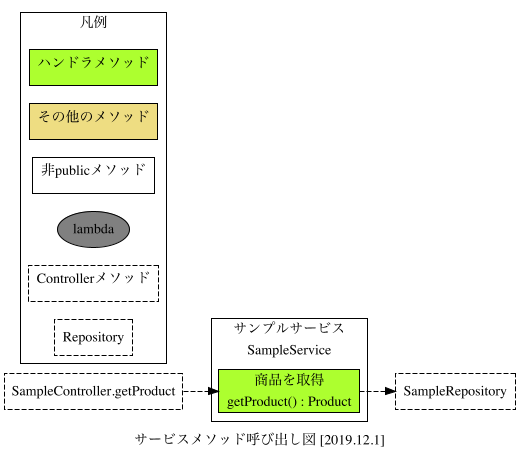 凡例
ハンドラメソッド
その他のメソッド
非publicメソッド
lambda
Controllerメソッド
Repository
サンプルサービス
SampleService
SampleController.getProduct
商品を取得
getProduct() : Product
SampleRepository
サービスメソッド呼び出し図 [2019.12.1]